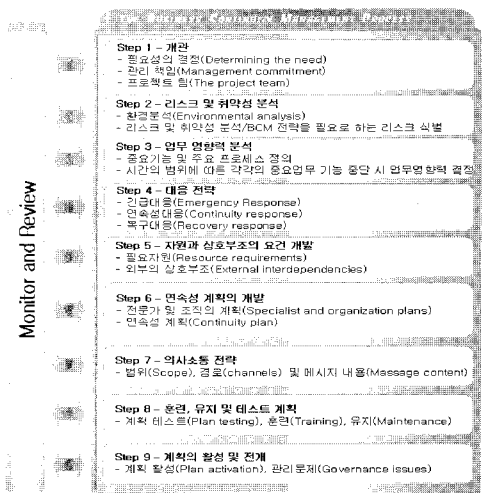 The Business Continuity Management Process
Step 1 – 개관
- 필요성의 결정(Determining the need)
- 관리 책임(Management commitment)
- 프로젝트 팀(The project team)
Step 2 – 리스크 및 취약성 분석
- 환경분석(Environmental analysis)
- 리스크 및 취약성 분석/BCM 전략을 필요로 하는 리스크 식별
Step 3 – 업무 영향력 분석
- 중요기능 및 주요 프로세스 정의
- 시간의 범위에 따른 각각의 중요업무 기능 중단 시 업무영향력 결정
Step 4 – 대응 전략
- 긴급대응(Emergency Response)
- 연속성대응(Continuity response)
- 복구대응(Recovery response)
Step 5 – 자원과 상호부조의 요건 개발
- 필요자원(Resource requirements)
- 외부의 상호부조(External interdependencies)
Step 6 – 연속성 계획의 개발
- 전문가 및 조직의 계획(Specialist and organization plans)
- 연속성 계획(Continuity plan)
Step 7 – 의사소통 전략
- 범위(Scope), 경로(channels) 및 메시지 내용(Massage content)
Step 8 – 훈련, 유지 및 테스트 계획
- 계획 테스트(Plan testing), 훈련(Training), 유지(Maintenance)
Step 9 – 계획의 활성 및 전개
- 계획 활성(Plan activation), 관리문제(Governance issues)
Monitor and Review